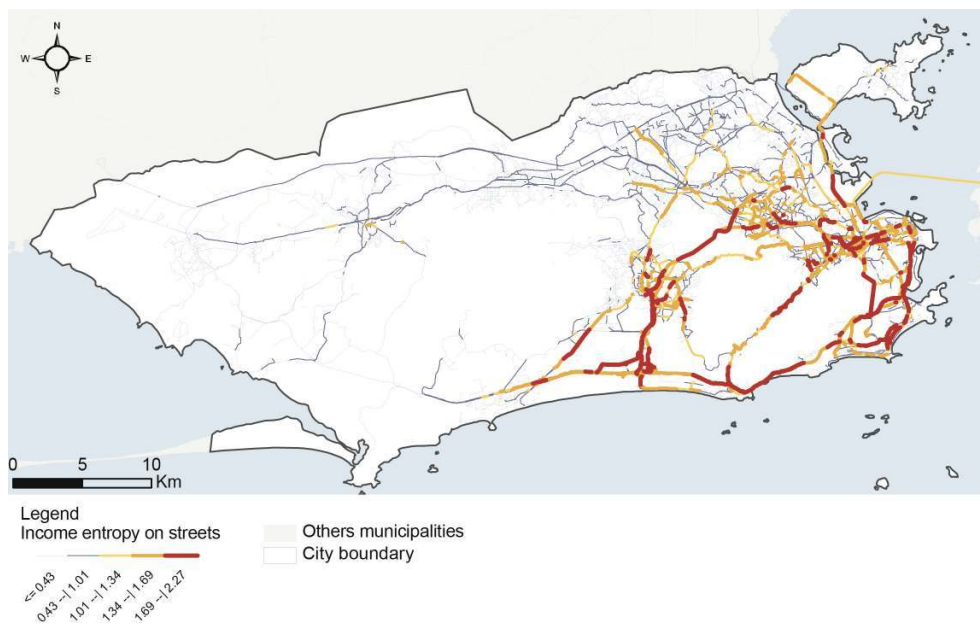 N
W E
S
0 5 10
Km
Legend
Income entropy on streets
<= 0.43
0.43 --| 1.01
1.01 --| 1.34
1.34 --| 1.69
1.69 --| 2.27
Others municipalities
City boundary